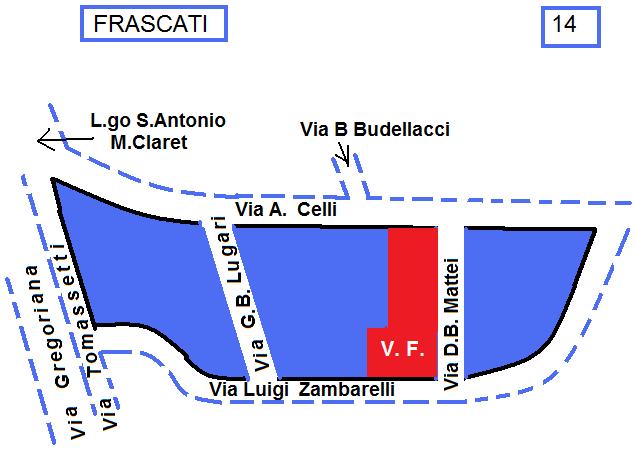 FRASCATI
14
L.go S.Antonio
M.Claret
Via B Budellacci
Via A. Celli
Via Gregoriana
Via Tomassetti
Via G.B. Lugari
V. F.
Via D.B. Mattei
Via Luigi Zambarelli